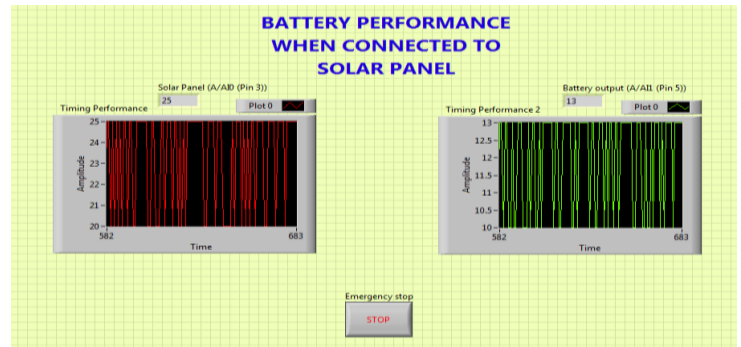 BATTERY PERFORMANCE
WHEN CONNECTED TO
SOLAR PANEL
Solar Panel (A/AI0 (Pin 3))
25
Timing Performance
Plot 0
25
24
23
22
21
20
Amplitude
582
683
Time
Battery output (A/AI1 (Pin 5))
13
Timing Performance 2
Plot 0
13
12.5
12
11.5
11
10.5
10
Amplitude
582
683
Time
Emergency stop
STOP